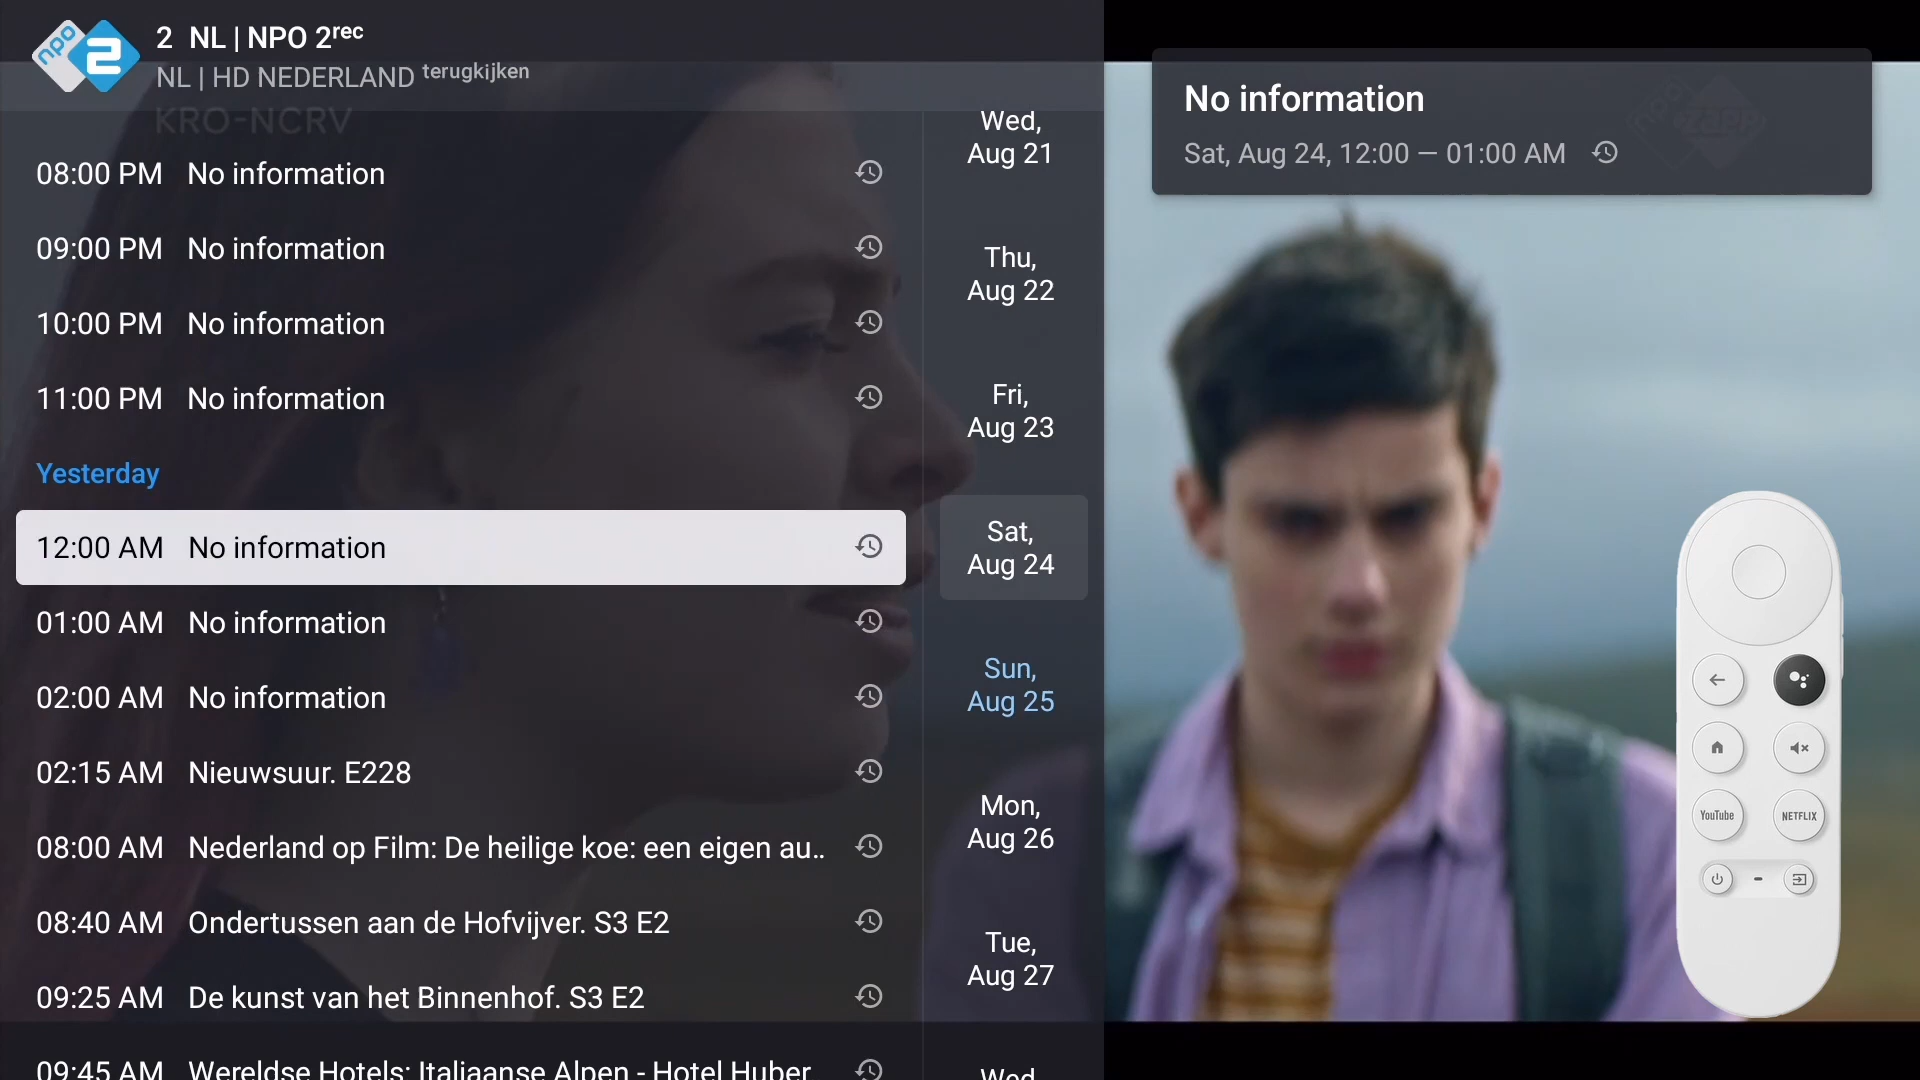 npo 2
2 NL | NPO 2rec
NL | HD NEDERLAND terugkijken
KRO-NCRV
08:00 PM No information
09:00 PM No information
10:00 PM No information
11:00 PM No information
Yesterday
12:00 AM No information
01:00 AM No information
02:00 AM No information
02:15 AM Nieuwsuur. E228
08:00 AM Nederland op Film: De heilige koe: een eigen au..
08:40 AM Ondertussen aan de Hofvijver. S3 E2
09:25 AM De kunst van het Binnenhof. S3 E2
09:45 AM Wereldse Hotels: Italiaanse Alpen - Hotel Huber
Wed,
Aug 21
Thu,
Aug 22
Fri,
Aug 23
Sat,
Aug 24
Sun,
Aug 25
Mon,
Aug 26
Tue,
Aug 27
Wed
No information
Sat, Aug 24, 12:00 — 01:00 AM
npo zapp
YouTube
NETFLIX